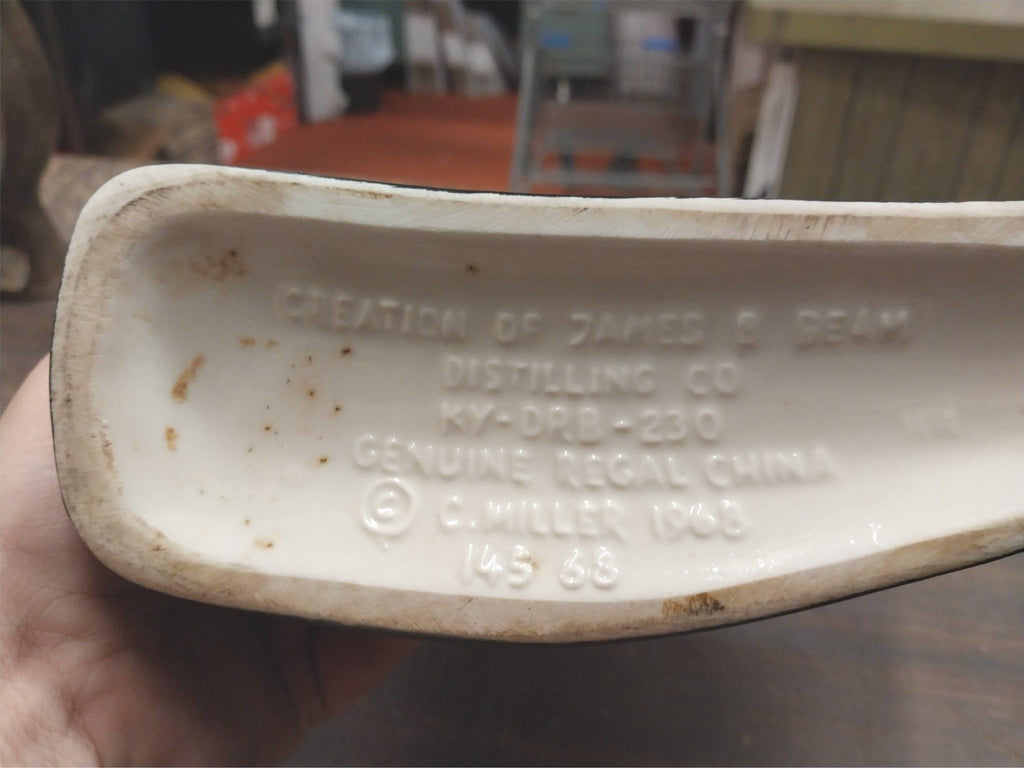 CREATION OF JAMES B BEAM
DISTILLING CO
KY-DRB-230
GENUINE REGAL CHINA
© C. MILLER 1968
145 68